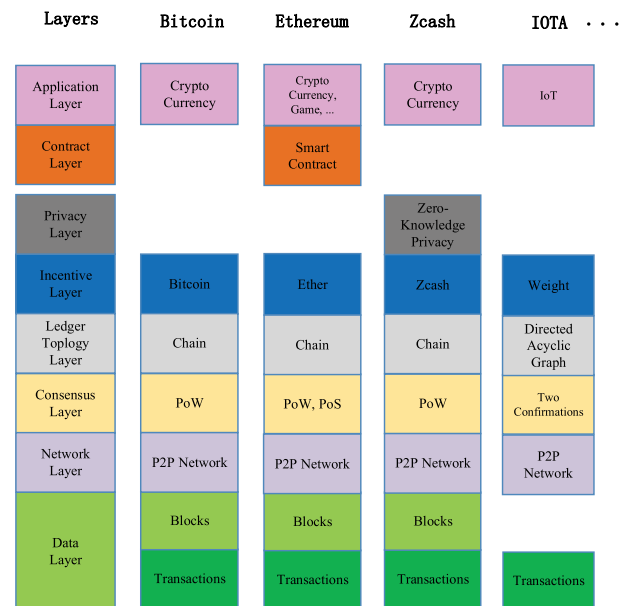 Layers Bitcoin Ethereum Zcash IOTA ...
Application
Layer
Crypto
Currency
Crypto
Currency,
Game, ...
Crypto
Currency
IoT
Contract
Layer
Smart
Contract
Privacy
Layer
Zero-
Knowledge
Privacy
Incentive
Layer
Bitcoin
Ether
Zcash
Weight
Ledger
Toplogy
Layer
Chain
Chain
Chain
Directed
Acyclic
Graph
Consensus
Layer
PoW
PoW, PoS
PoW
Two
Confirmations
Network
Layer
P2P Network
P2P Network
P2P Network
P2P
Network
Data
Layer
Blocks
Blocks
Blocks
Transactions
Transactions
Transactions
Transactions